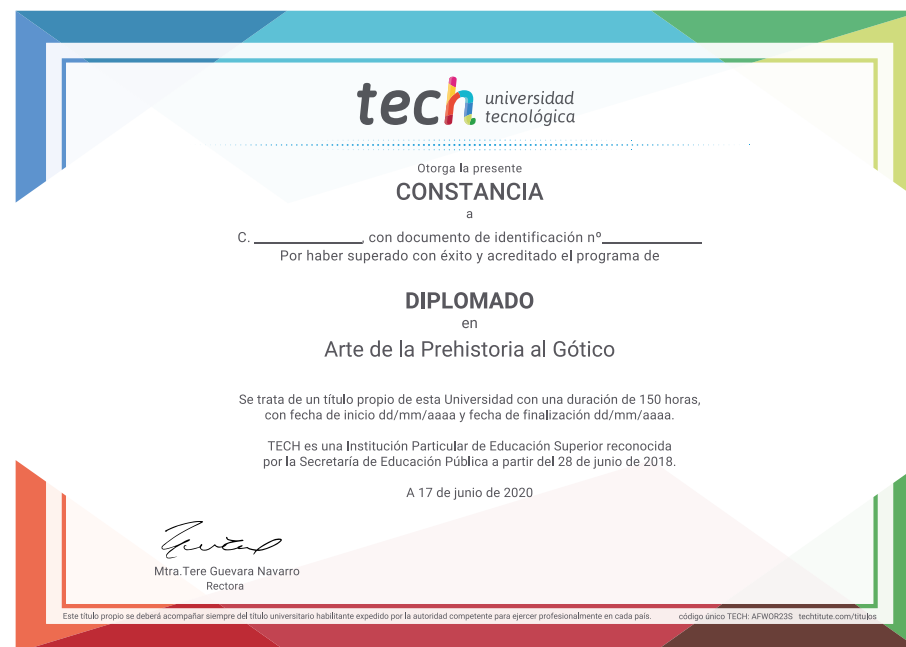 tech universidad
tecnológica
Otorga la presente
CONSTANCIA
a
C. ____________, con documento de identificación nº___________
Por haber superado con éxito y acreditado el programa de
DIPLOMADO
en
Arte de la Prehistoria al Gótico
Se trata de un título propio de esta Universidad con una duración de 150 horas,
con fecha de inicio dd/mm/aaaa y fecha de finalización dd/mm/aaaa.
TECH es una Institución Particular de Educación Superior reconocida
por la Secretaría de Educación Pública a partir del 28 de junio de 2018.
A 17 de junio de 2020
Mtra.Tere Guevara Navarro
Rectora
Este título propio se deberá acompañar siempre del título universitario habilitante expedido por la autoridad competente para ejercer profesionalmente en cada país. código único TECH: AFWOR23S techtitute.com/titulos